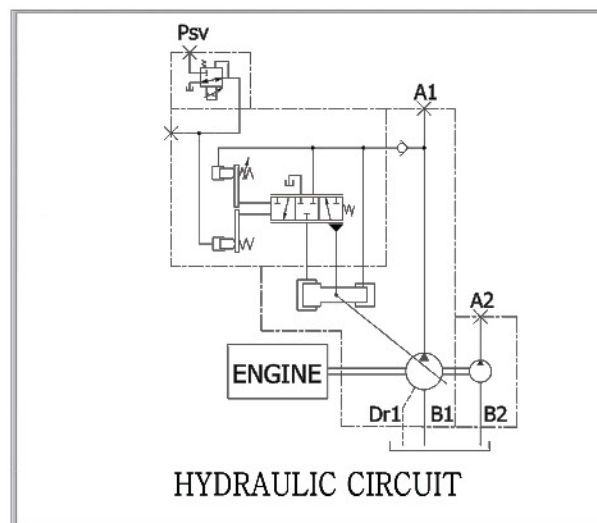 Psv
A1
A2
ENGINE
Dr1 B1 B2
HYDRAULIC CIRCUIT